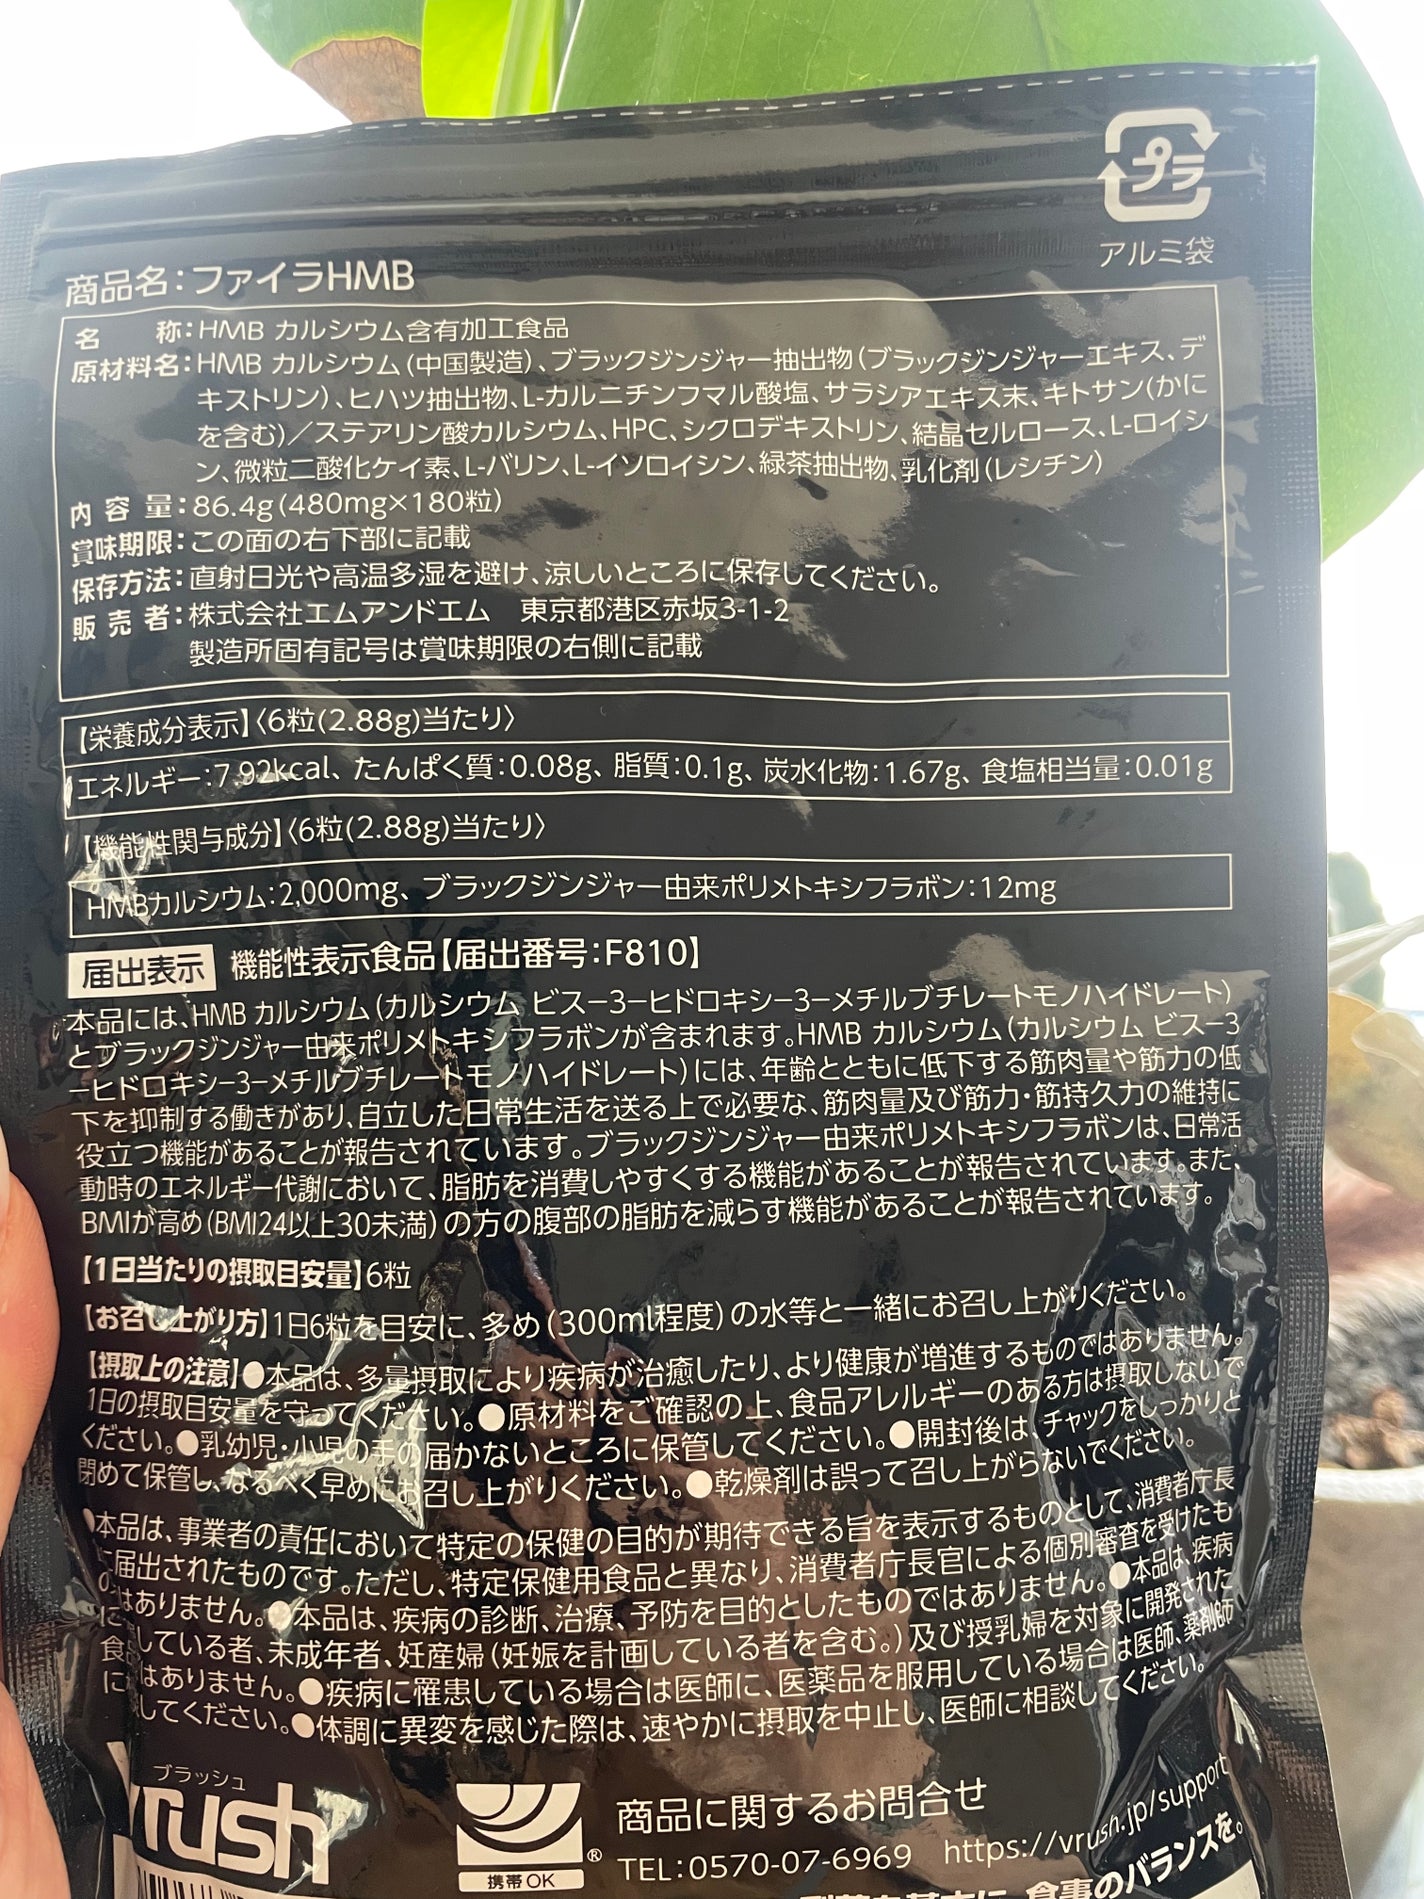 プラ
アルミ袋
商品名：ファイラHMB
名　　称：HMB カルシウム含有加工食品
原材料名：HMB カルシウム（中国製造）、ブラックジンジャー抽出物（ブラックジンジャーエキス、デ
キストリン）、ヒハツ抽出物、L-カルニチンフマル酸塩、サラシアエキス末、キトサン（かに
を含む）／ステアリン酸カルシウム、HPC、シクロデキストリン、結晶セルロース、L-ロイシ
ン、微粒二酸化ケイ素、L-バリン、L-イソロイシン、緑茶抽出物、乳化剤（レシチン）
内 容 量：86.4g（480mg×180粒）
賞味期限：この面の右下部に記載
保存方法：直射日光や高温多湿を避け、涼しいところに保存してください。
販 売 者：株式会社エムアンドエム　東京都港区赤坂3-1-2
製造所固有記号は賞味期限の右側に記載
【栄養成分表示】〈6粒(2.88g)当たり〉
エネルギー：7.92kcal、たんぱく質：0.08g、脂質：0.1g、炭水化物：1.67g、食塩相当量：0.01g
【機能性関与成分】〈6粒(2.88g)当たり〉
HMBカルシウム：2,000mg、ブラックジンジャー由来ポリメトキシフラボン：12mg
届出表示 機能性表示食品【届出番号：F810】
本品には、HMB カルシウム（カルシウム ビス−3−ヒドロキシ−3−メチルブチレートモノハイドレート）
とブラックジンジャー由来ポリメトキシフラボンが含まれます。HMB カルシウム（カルシウム ビス−3
−ヒドロキシ−3−メチルブチレートモノハイドレート）には、年齢とともに低下する筋肉量や筋力の低
下を抑制する働きがあり、自立した日常生活を送る上で必要な、筋肉量及び筋力・筋持久力の維持に
役立つ機能があることが報告されています。ブラックジンジャー由来ポリメトキシフラボンは、日常活
動時のエネルギー代謝において、脂肪を消費しやすくする機能があることが報告されています。また、
BMIが高め（BMI24以上30未満）の方の腹部の脂肪を減らす機能があることが報告されています。
【1日当たりの摂取目安量】6粒
【お召し上がり方】1日6粒を目安に、多め（300ml程度）の水等と一緒にお召し上がりください。
【摂取上の注意】●本品は、多量摂取により疾病が治癒したり、より健康が増進するものではありません。
1日の摂取目安量を守ってください。●原材料をご確認の上、食品アレルギーのある方は摂取しないで
ください。●乳幼児・小児の手の届かないところに保管してください。●開封後は、チャックをしっかりと
閉めて保管し、なるべく早めにお召し上がりください。●乾燥剤は誤って召し上がらないでください。
●本品は、事業者の責任において特定の保健の目的が期待できる旨を表示するものとして、消費者庁長
に届出されたものです。ただし、特定保健用食品と異なり、消費者庁長官による個別審査を受けたも
のはありません。●本品は、疾病の診断、治療、予防を目的としたものではありません。●本品は、疾病
に している者、未成年者、妊産婦（妊娠を計画している者を含む。）及び授乳婦を対象に開発された
食 はありません。●疾病に罹患している場合は医師に、医薬品を服用している場合は医師、薬剤師
に してください。●体調に異変を感じた際は、速やかに摂取を中止し、医師に相談してください。
ブラッシュ
vrush
携帯OK
®
商品に関するお問合せ
TEL：0570-07-6969 https://vrush.jp/support
食事のバランスを。